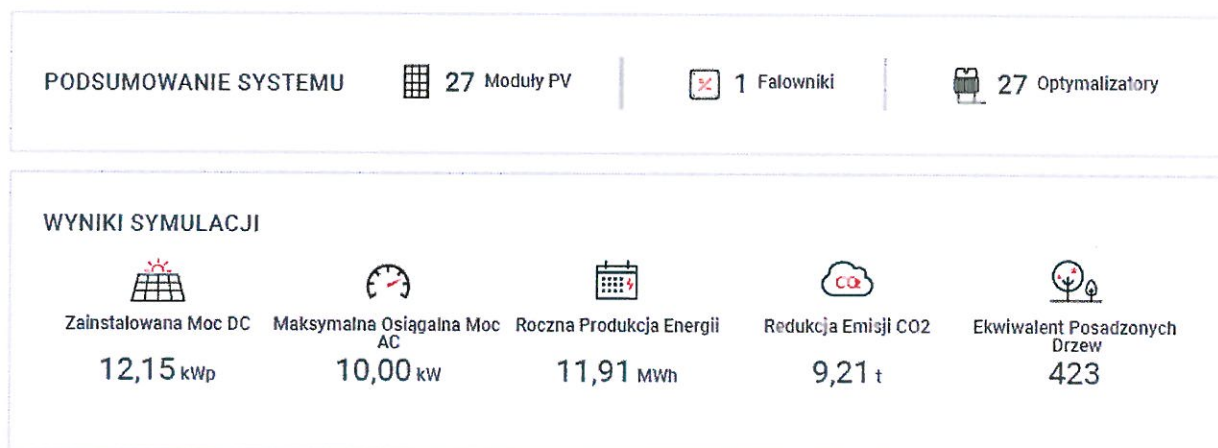 PODSUMOWANIE SYSTEMU 27 Moduły PV 1 Falowniki 27 Optymalizatory
WYNIKI SYMULACJI
CO2
Zainstalowana Moc DC Maksymalna Osiągalna Moc AC Roczna Produkcja Energii Redukcja Emisji CO2 Ekwiwalent Posadzonych Drzew
12,15 kWp 10,00 kW 11,91 MWh 9,21 t 423